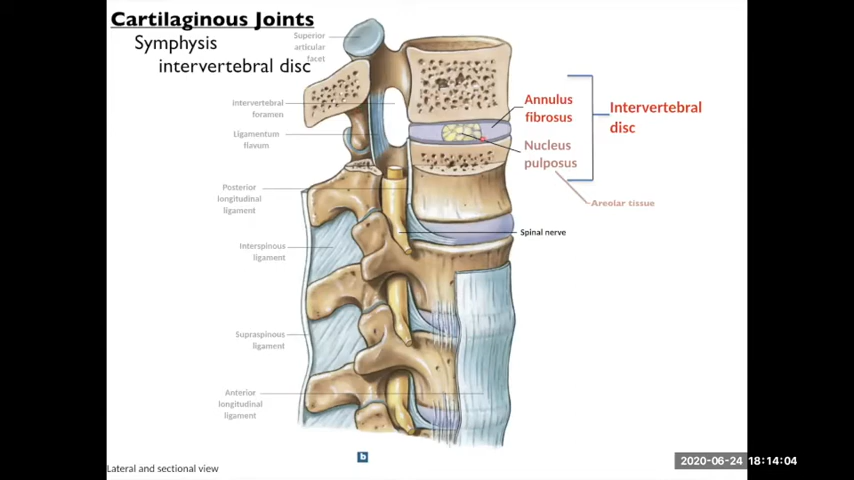 Cartilaginous Joints
Symphysis
intervertebral disc
Superior
articular
facet
Intervertebral
foramen
Ligamentum
flavum
Posterior
longitudinal
ligament
Interspinous
ligament
Supraspinous
ligament
Anterior
longitudinal
ligament
Annulus
fibrosus
Nucleus
pulposus
Intervertebral
disc
Areolar tissue
Spinal nerve
b
Lateral and sectional view
2020-06-24 18:14:04